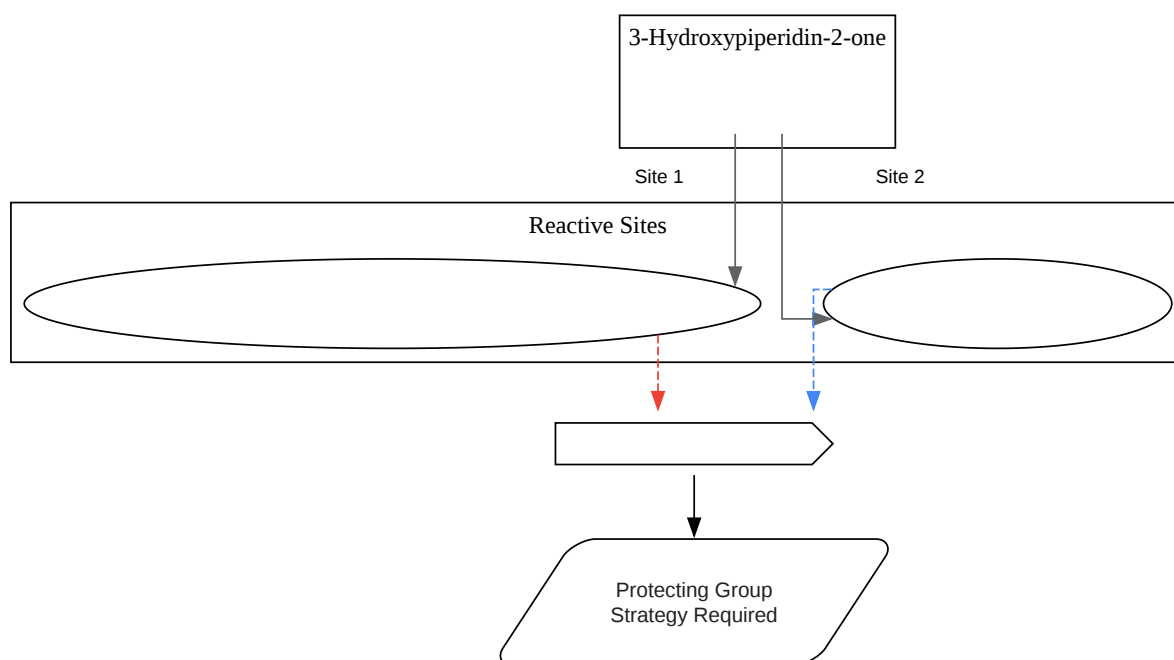 3-Hydroxypiperidin-2-one
Site 1
Site 2
Reactive Sites
Protecting Group
Strategy Required